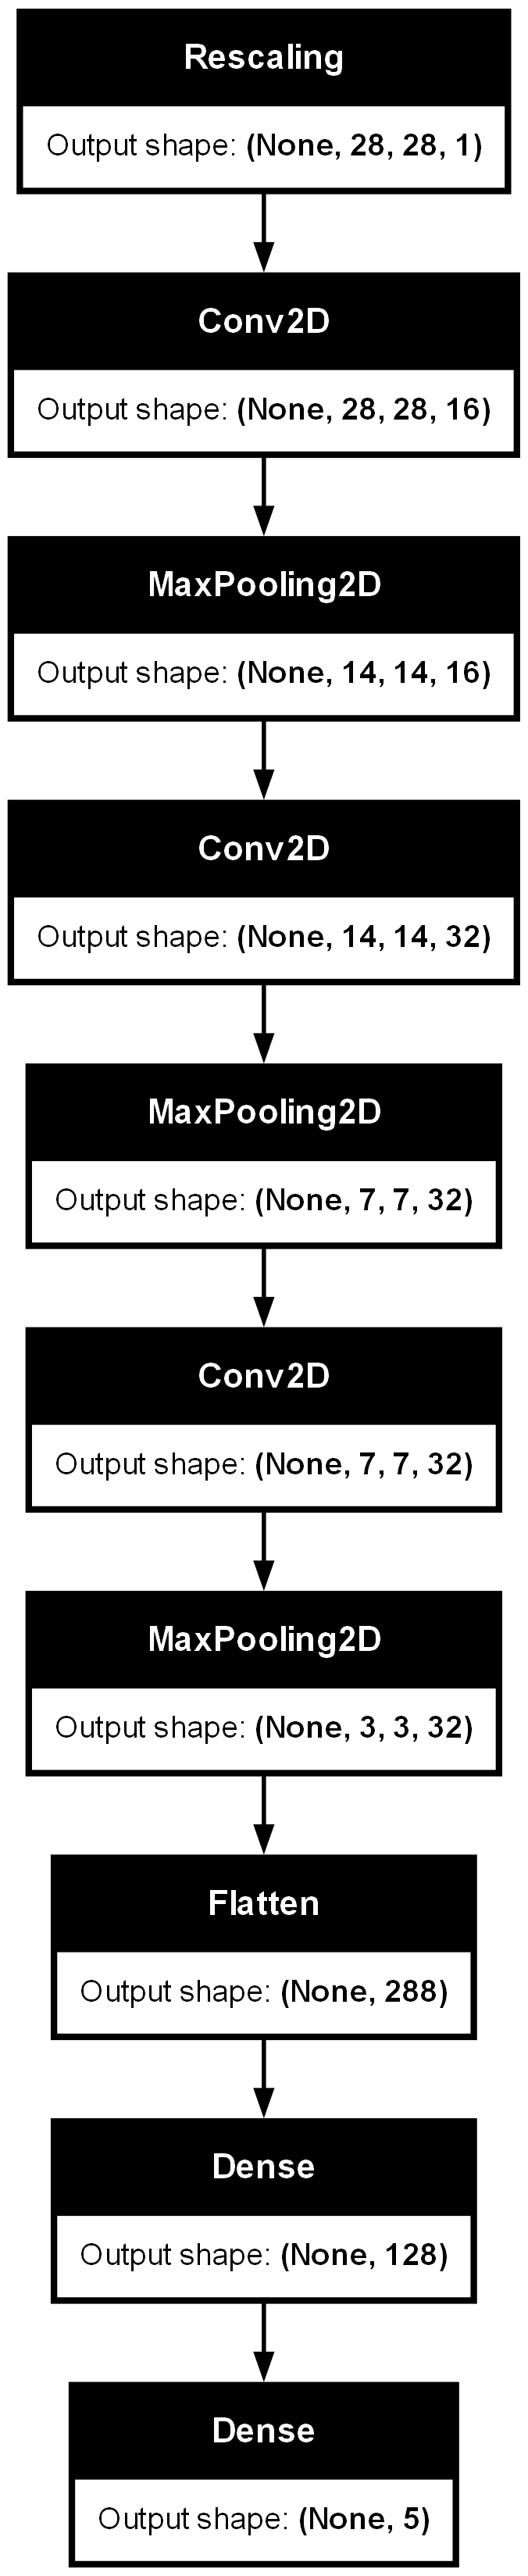 Rescaling
Output shape: (None, 28, 28, 1)
Conv2D
Output shape: (None, 28, 28, 16)
MaxPooling2D
Output shape: (None, 14, 14, 16)
Conv2D
Output shape: (None, 14, 14, 32)
MaxPooling2D
Output shape: (None, 7, 7, 32)
Conv2D
Output shape: (None, 7, 7, 32)
MaxPooling2D
Output shape: (None, 3, 3, 32)
Flatten
Output shape: (None, 288)
Dense
Output shape: (None, 128)
Dense
Output shape: (None, 5)